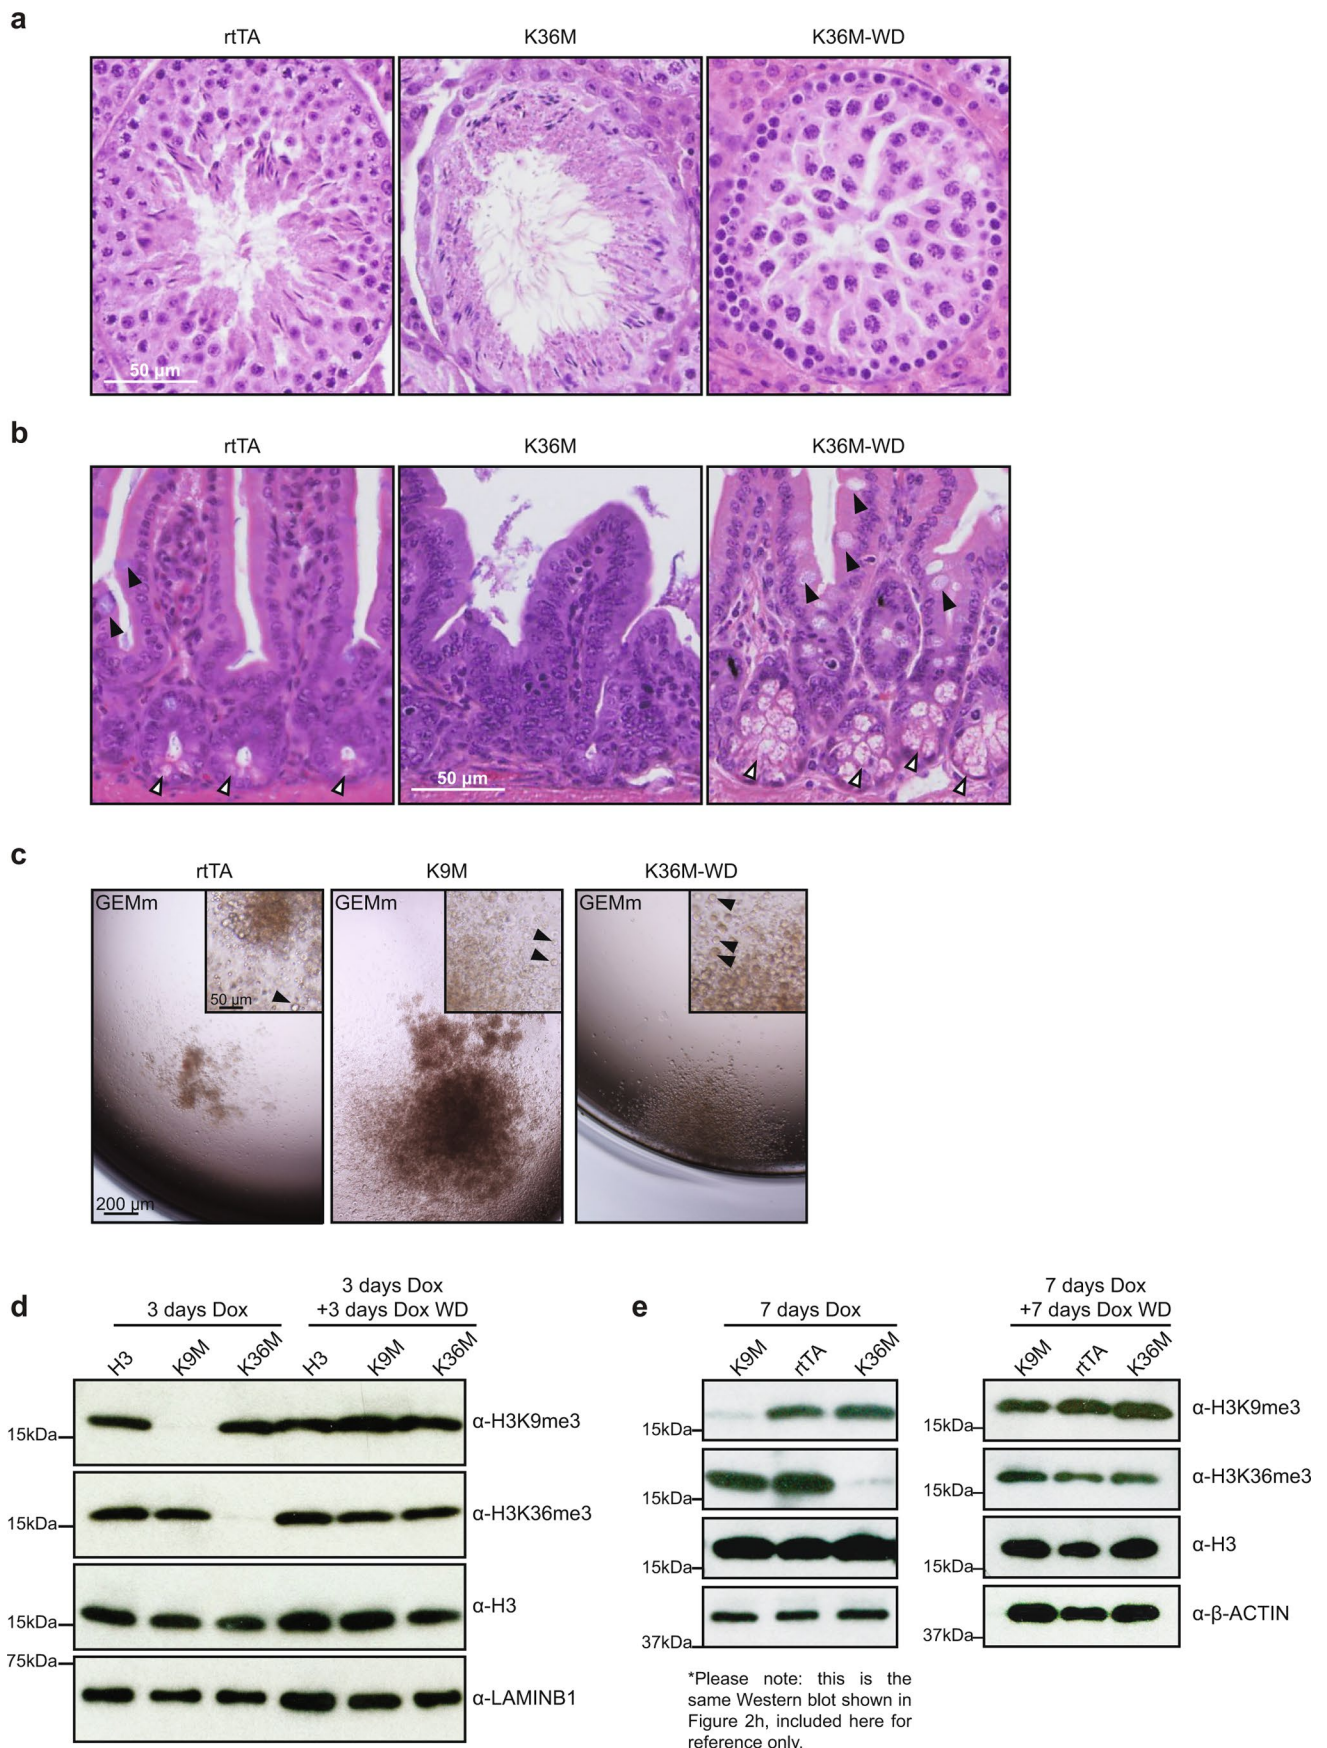 a
rtTA
K36M
K36M-WD
50 µm
b
rtTA
K36M
K36M-WD
50 µm
c
rtTA
K9M
K36M-WD
GEMm
GEMm
GEMm
50 µm
200 µm
d
3 days Dox
3 days Dox
+3 days Dox WD
H3
K9M
K36M
H3
K9M
K36M
15kDa
α-H3K9me3
15kDa
α-H3K36me3
15kDa
α-H3
75kDa
α-LAMINB1
e
7 days Dox
7 days Dox
+7 days Dox WD
K9M
rtTA
K36M
K9M
rtTA
K36M
15kDa
15kDa
α-H3K9me3
15kDa
15kDa
α-H3K36me3
15kDa
15kDa
α-H3
37kDa
37kDa
α-β-ACTIN
*Please note: this is the
same Western blot shown in
Figure 2h, included here for
reference only.